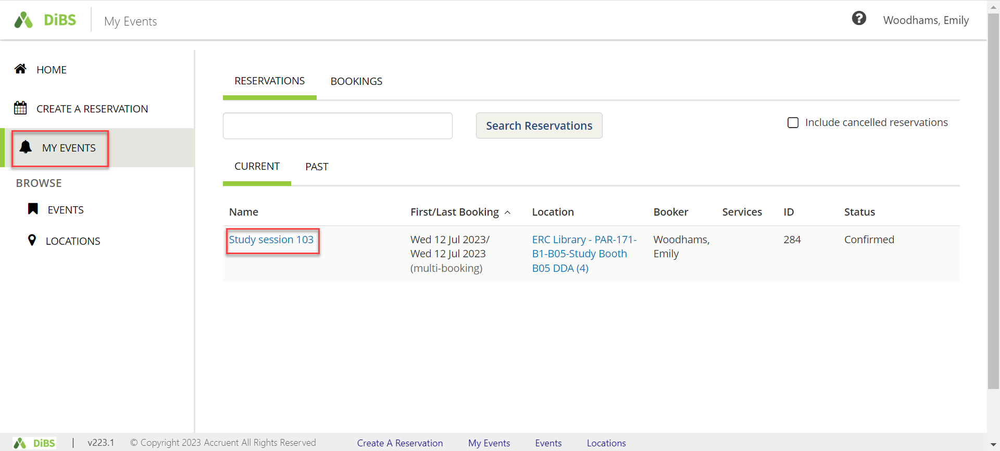 DiBS
My Events
Woodhams, Emily
HOME
CREATE A RESERVATION
MY EVENTS
BROWSE
EVENTS
LOCATIONS
RESERVATIONS BOOKINGS
Search Reservations
Include cancelled reservations
CURRENT PAST
Name First/Last Booking Location Booker Services ID Status
Study session 103
Wed 12 Jul 2023/
Wed 12 Jul 2023
(multi-booking)
ERC Library - PAR-171-
B1-B05-Study Booth
B05 DDA (4)
Woodhams,
Emily
284
Confirmed
DiBS | v223.1 © Copyright 2023 Accruent All Rights Reserved Create A Reservation My Events Events Locations